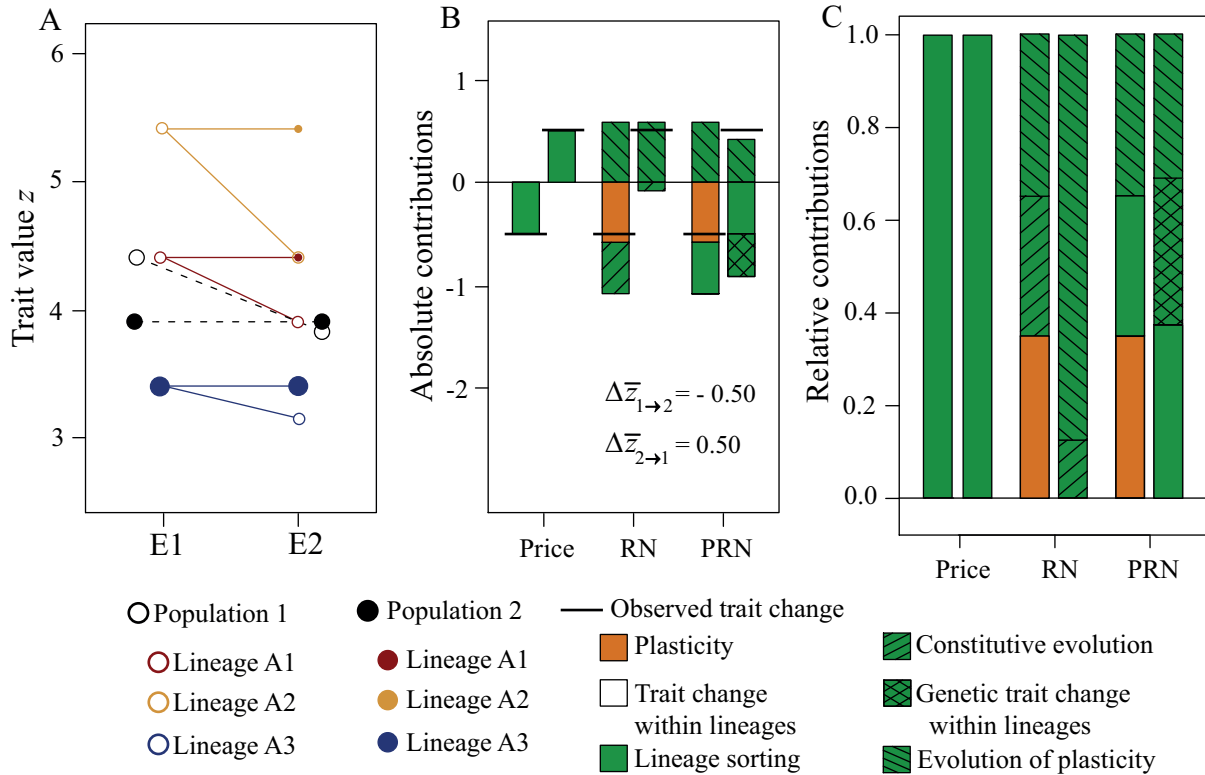 A
6
5
4
3
Trait value z
E1 E2
B
1
0
-1
-2
Absolute contributions
Δz̅1→2 = - 0.50
Δz̅2→1 = 0.50
Price RN PRN
C
1.0
0.8
0.6
0.4
0.2
0.0
Relative contributions
Price RN PRN
Population 1
Lineage A1
Lineage A2
Lineage A3
Population 2
Lineage A1
Lineage A2
Lineage A3
Observed trait change
Plasticity
Trait change
within lineages
Lineage sorting
Constitutive evolution
Genetic trait change
within lineages
Evolution of plasticity